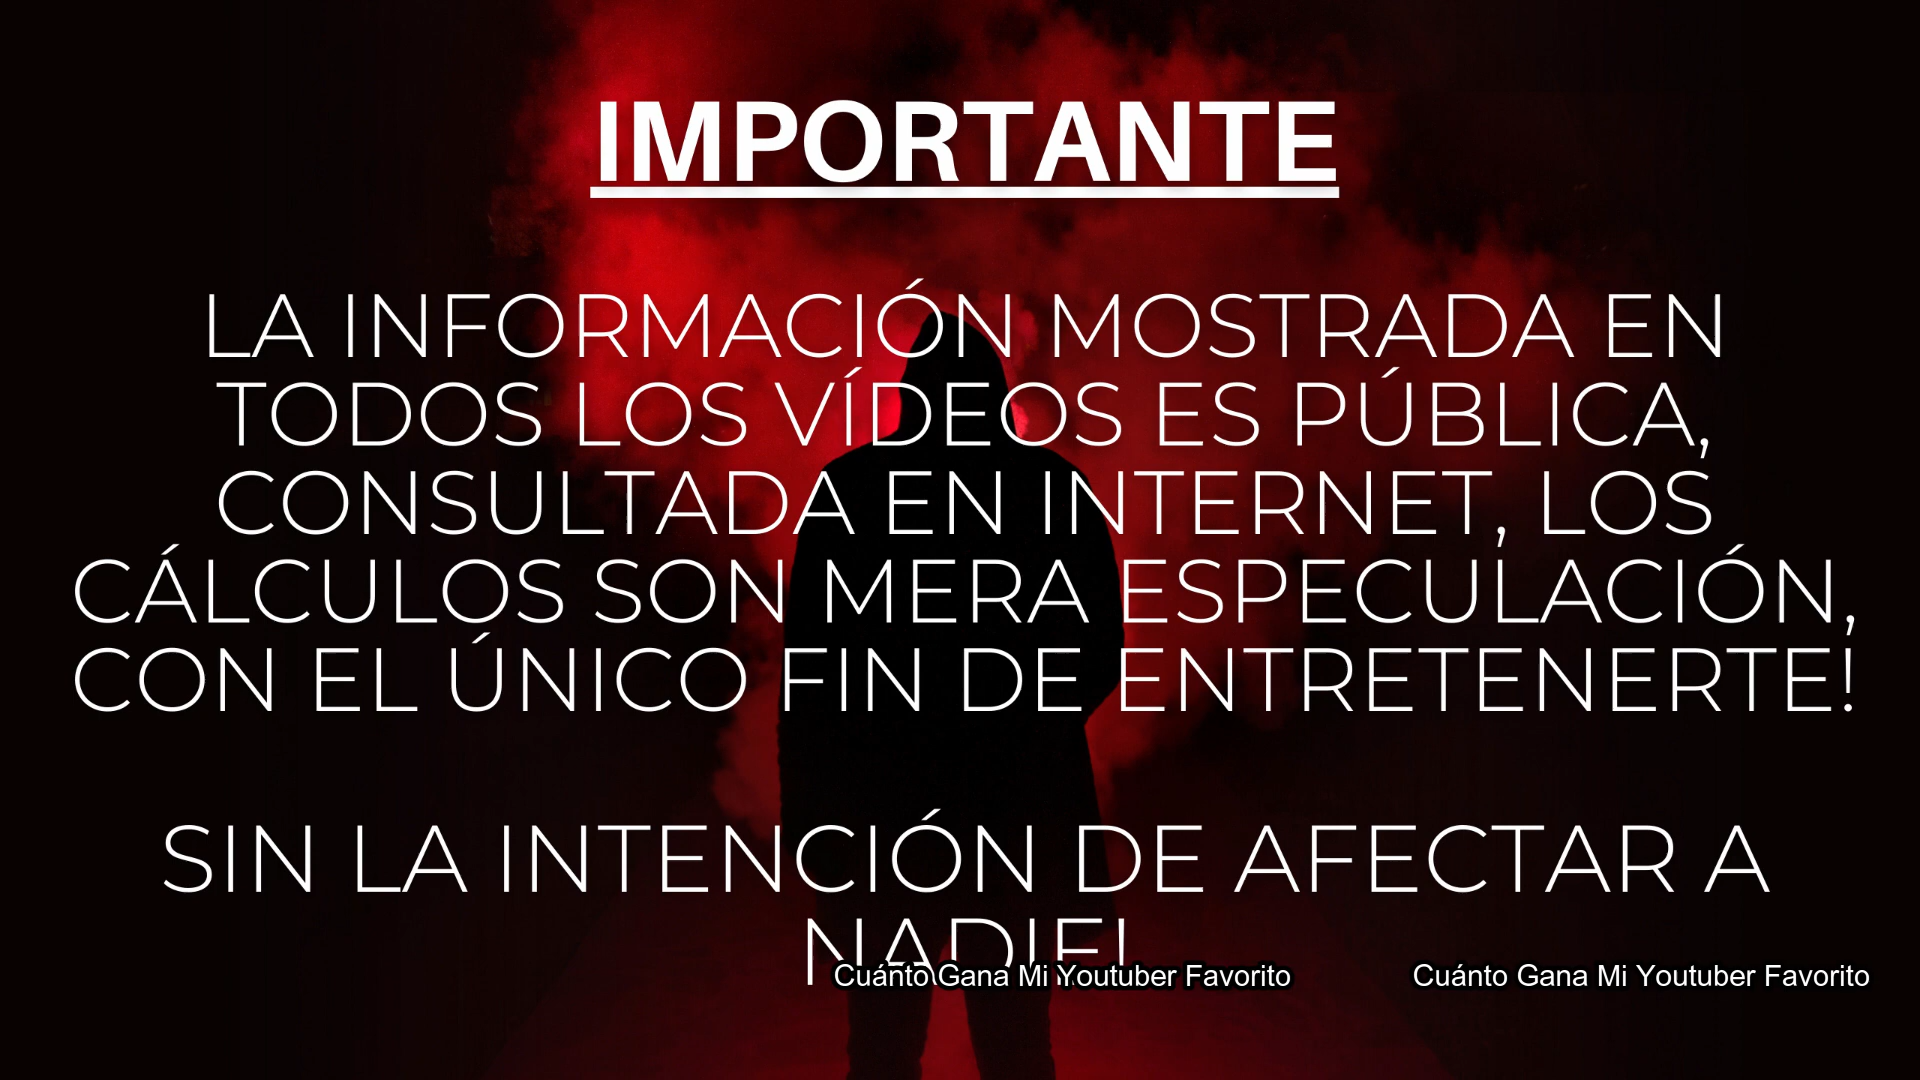 IMPORTANTE
LA INFORMACIÓN MOSTRADA EN
TODOS LOS VÍDEOS ES PÚBLICA,
CONSULTADA EN INTERNET, LOS
CÁLCULOS SON MERA ESPECULACIÓN,
CON EL ÚNICO FIN DE ENTRETENERTE!
SIN LA INTENCIÓN DE AFECTAR A
NADIE!
Cuánto Gana Mi Youtuber Favorito
Cuánto Gana Mi Youtuber Favorito